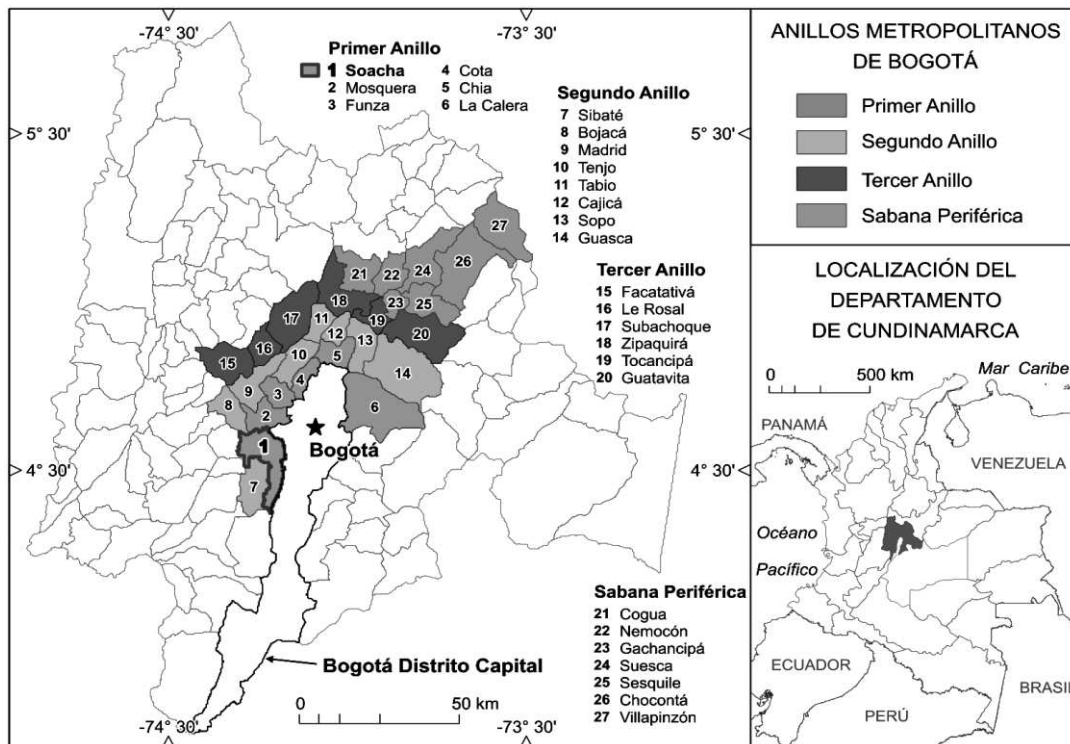 -74° 30'
-73° 30'
5° 30'
5° 30'
4° 30'
4° 30'
-74° 30'
-73° 30'
Primer Anillo
1 Soacha
2 Mosquera
3 Funza
4 Cota
5 Chia
6 La Calera
Segundo Anillo
7 Sibaté
8 Bojacá
9 Madrid
10 Tenjo
11 Tabio
12 Cajicá
13 Sopo
14 Guasca
Tercer Anillo
15 Facatativá
16 Le Rosal
17 Subachoque
18 Zipaquirá
19 Tocancipá
20 Guatavita
27
26
24
22
21
25
23
18
19
20
17
11
12
13
16
10
5
15
14
4
9
3
8
6
2
1
7
Bogotá
Sabana Periférica
21 Cogua
22 Nemocón
23 Gachancipá
24 Suesca
25 Sesquile
26 Chocontá
27 Villapinzón
Bogotá Distrito Capital
0 50 km
ANILLOS METROPOLITANOS
DE BOGOTÁ
Primer Anillo
Segundo Anillo
Tercer Anillo
Sabana Periférica
LOCALIZACIÓN DEL
DEPARTAMENTO
DE CUNDINAMARCA
0 500 km
Mar Caribe
PANAMÁ
VENEZUELA
Océano
Pacífico
ECUADOR
PERÚ
BRASIL